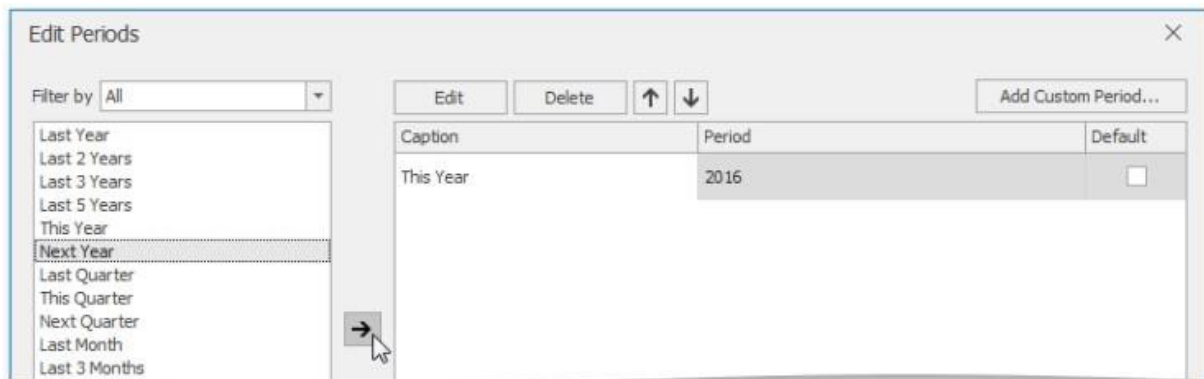 Edit Periods
Filter by All
Edit Delete Add Custom Period...
Last Year
Last 2 Years
Last 3 Years
Last 5 Years
This Year
Next Year
Last Quarter
This Quarter
Next Quarter
Last Month
Last 3 Months
Caption Period Default
This Year 2016